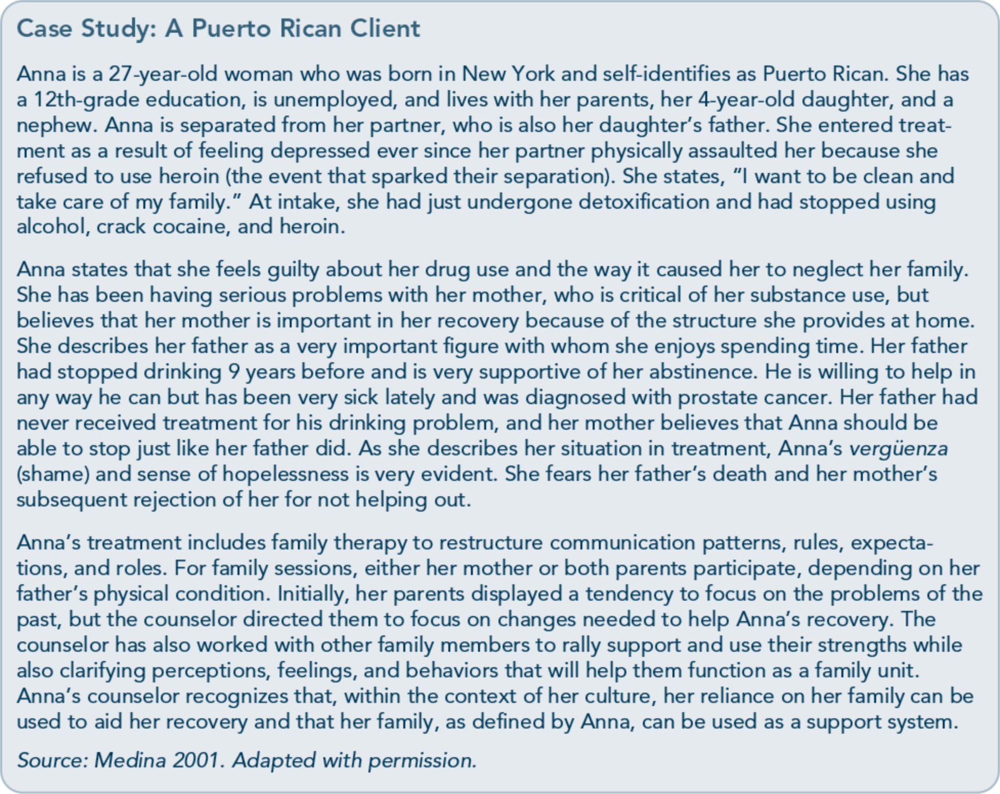 Case Study: A Puerto Rican Client
Anna is a 27-year-old woman who was born in New York and self-identifies as Puerto Rican. She has
a 12th-grade education, is unemployed, and lives with her parents, her 4-year-old daughter, and a
nephew. Anna is separated from her partner, who is also her daughter’s father. She entered treat-
ment as a result of feeling depressed ever since her partner physically assaulted her because she
refused to use heroin (the event that sparked their separation). She states, “I want to be clean and
take care of my family.” At intake, she had just undergone detoxification and had stopped using
alcohol, crack cocaine, and heroin.
Anna states that she feels guilty about her drug use and the way it caused her to neglect her family.
She has been having serious problems with her mother, who is critical of her substance use, but
believes that her mother is important in her recovery because of the structure she provides at home.
She describes her father as a very important figure with whom she enjoys spending time. Her father
had stopped drinking 9 years before and is very supportive of her abstinence. He is willing to help in
any way he can but has been very sick lately and was diagnosed with prostate cancer. Her father had
never received treatment for his drinking problem, and her mother believes that Anna should be
able to stop just like her father did. As she describes her situation in treatment, Anna’s vergüenza
(shame) and sense of hopelessness is very evident. She fears her father’s death and her mother’s
subsequent rejection of her for not helping out.
Anna’s treatment includes family therapy to restructure communication patterns, rules, expecta-
tions, and roles. For family sessions, either her mother or both parents participate, depending on her
father’s physical condition. Initially, her parents displayed a tendency to focus on the problems of the
past, but the counselor directed them to focus on changes needed to help Anna’s recovery. The
counselor has also worked with other family members to rally support and use their strengths while
also clarifying perceptions, feelings, and behaviors that will help them function as a family unit.
Anna’s counselor recognizes that, within the context of her culture, her reliance on her family can be
used to aid her recovery and that her family, as defined by Anna, can be used as a support system.
Source: Medina 2001. Adapted with permission.